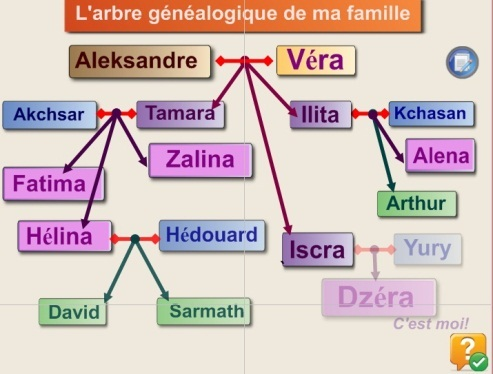 L'arbre généalogique de ma famille
Aleksandre
Véra
Akchsar
Tamara
Ilita
Kchasan
Zalina
Alena
Fatima
Arthur
Hélina
Hédouard
Iscra
Yury
Dzéra
David
Sarmath
C'est moi!